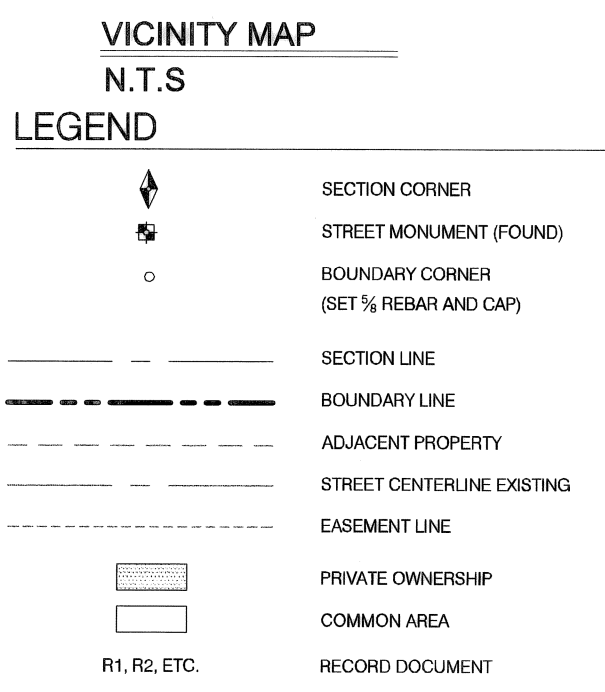 VICINITY MAP
N.T.S
LEGEND
SECTION CORNER
STREET MONUMENT (FOUND)
BOUNDARY CORNER
(SET ⅝ REBAR AND CAP)
SECTION LINE
BOUNDARY LINE
ADJACENT PROPERTY
STREET CENTERLINE EXISTING
EASEMENT LINE
PRIVATE OWNERSHIP
COMMON AREA
R1, R2, ETC. RECORD DOCUMENT